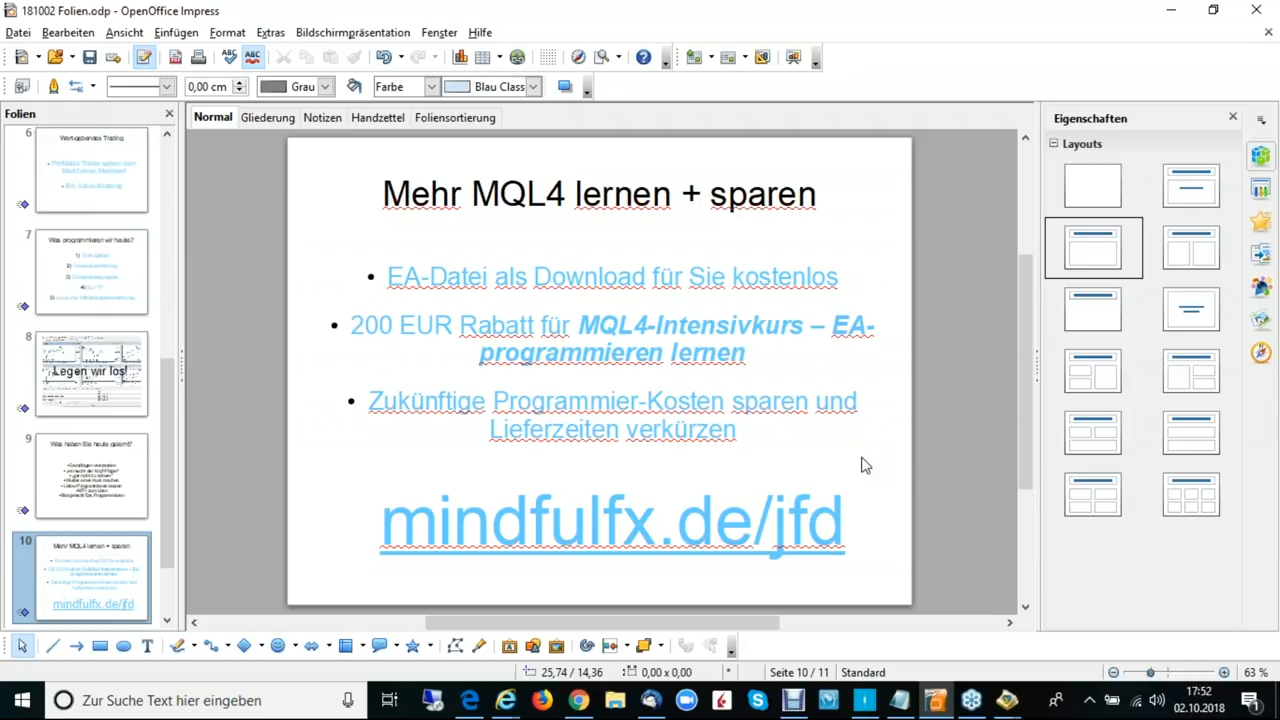 181002 Folien.odp - OpenOffice Impress
Datei Bearbeiten Ansicht Einfügen Format Extras Bildschirmpräsentation Fenster Hilfe
0,00 cm Grau Farbe Blau Class
Folien
Normal Gliederung Notizen Handzettel Foliensortierung
Eigenschaften
Layouts
6
Wert-gebendes Trading
7
Was programmieren wir heute?
8
Legen wir los!
9
Was haben Sie heute gelernt?
10
Mehr MQL4 lernen + sparen
mindfulfx.de/jfd
Mehr MQL4 lernen + sparen
• EA-Datei als Download für Sie kostenlos
• 200 EUR Rabatt für MQL4-Intensivkurs – EA-
programmieren lernen
• Zukünftige Programmier-Kosten sparen und
Lieferzeiten verkürzen
mindfulfx.de/jfd
25,74 / 14,36 0,00 x 0,00 * Seite 10 / 11 Standard 63 %
Zur Suche Text hier eingeben
17:52
02.10.2018